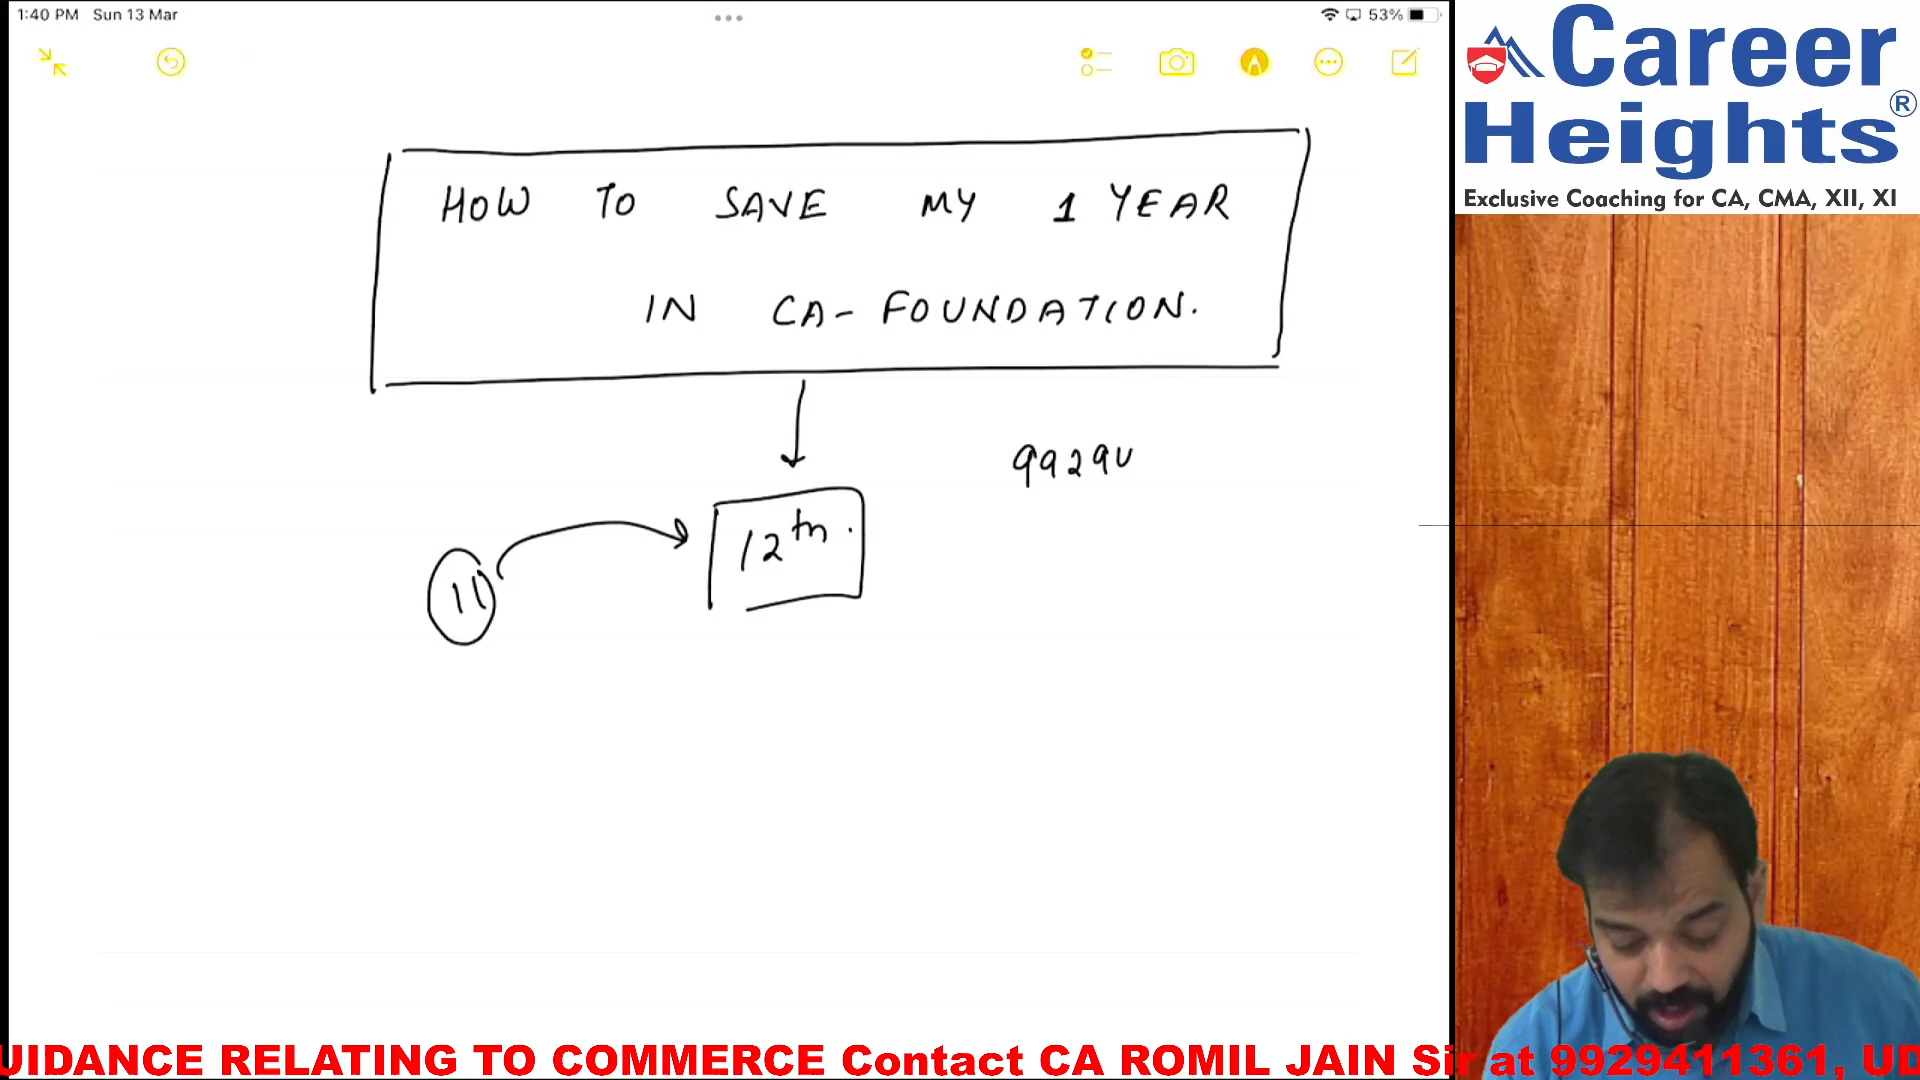 1:40 PM Sun 13 Mar
53%
Career
Heights®
Exclusive Coaching for CA, CMA, XII, XI
HOW TO SAVE MY 1 YEAR
IN CA- FOUNDATION.
9929
12th.
11
UIDANCE RELATING TO COMMERCE Contact CA ROMIL JAIN Sir at 9929411361, UD